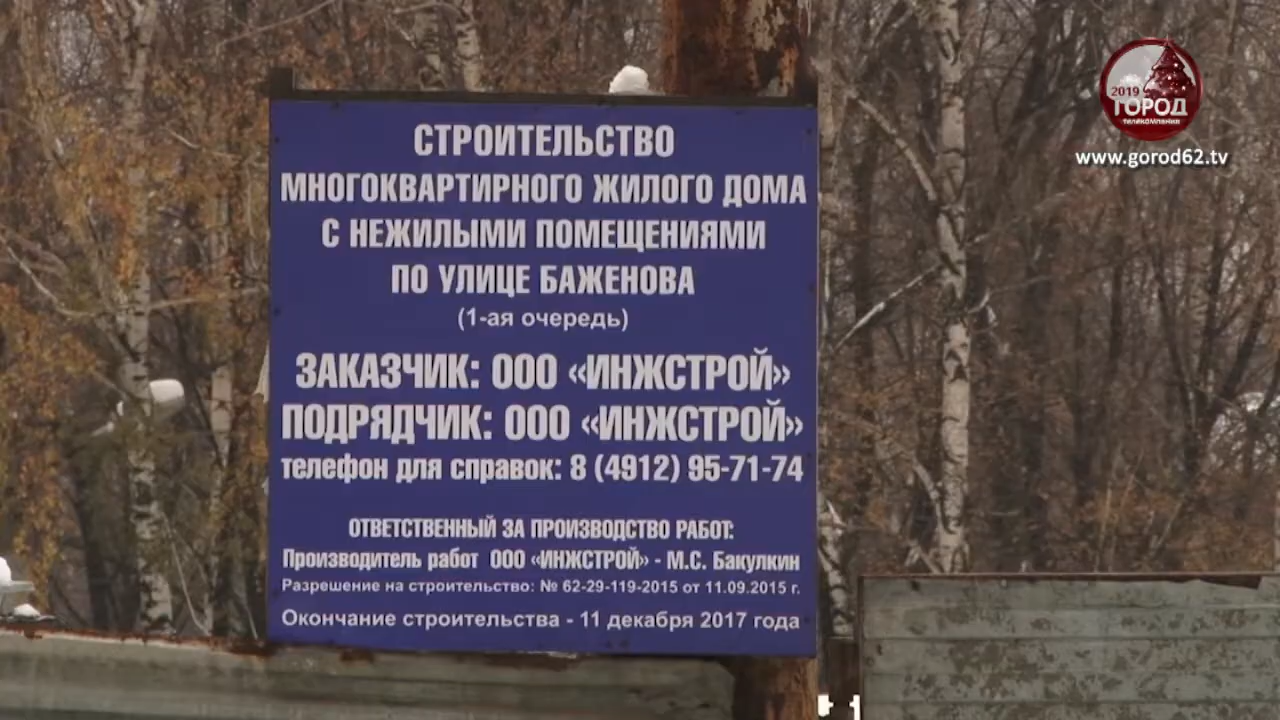 СТРОИТЕЛЬСТВО
МНОГОКВАРТИРНОГО ЖИЛОГО ДОМА
С НЕЖИЛЫМИ ПОМЕЩЕНИЯМИ
ПО УЛИЦЕ БАЖЕНОВА
(1-ая очередь)
ЗАКАЗЧИК: ООО «ИНЖСТРОЙ»
ПОДРЯДЧИК: ООО «ИНЖСТРОЙ»
телефон для справок: 8 (4912) 95-71-74
ОТВЕТСТВЕННЫЙ ЗА ПРОИЗВОДСТВО РАБОТ:
Производитель работ ООО «ИНЖСТРОЙ» - М.С. Бакулкин
Разрешение на строительство: № 62-29-119-2015 от 11.09.2015 г.
Окончание строительства - 11 декабря 2017 года
2019
ГОРОД
телекомпания
www.gorod62.tv